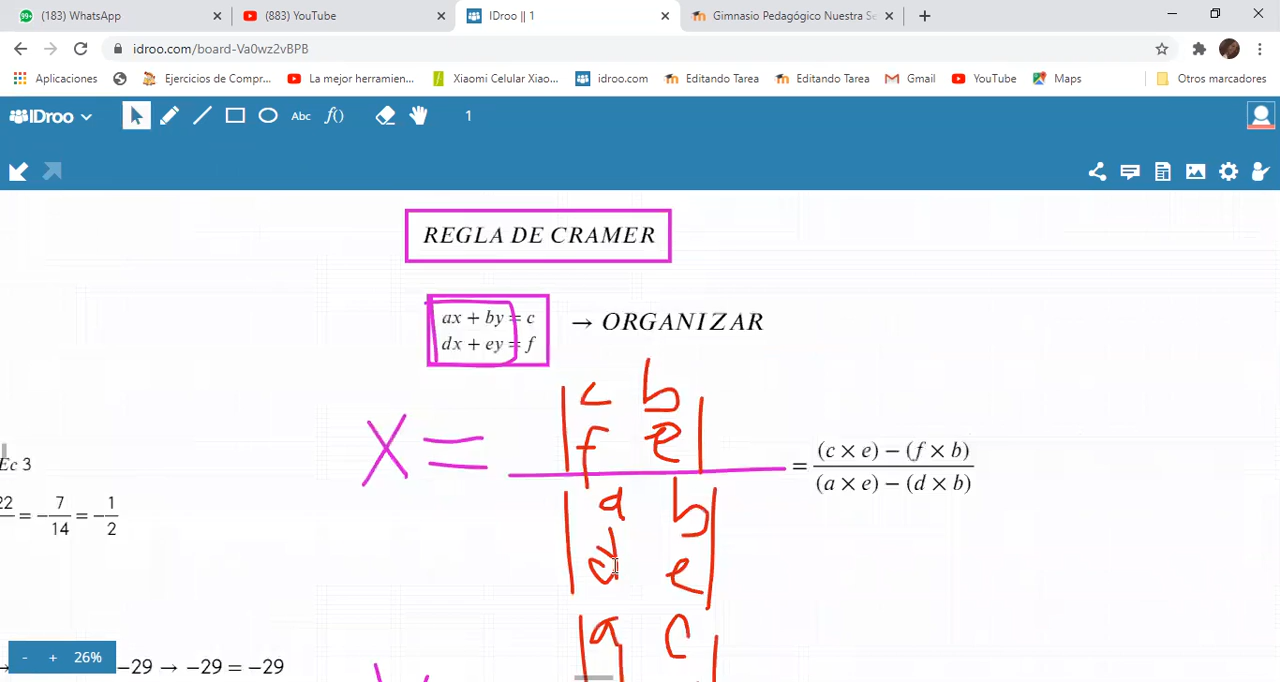 (183) WhatsApp
(883) YouTube
IDroo || 1
Gimnasio Pedagógico Nuestra Se
idroo.com/board-Va0wz2vBPB
Aplicaciones
Ejercicios de Compr...
La mejor herramien...
Xiaomi Celular Xiao...
idroo.com
Editando Tarea
Editando Tarea
Gmail
YouTube
Maps
Otros marcadores
IDroo
Abc
f()
1
REGLA DE CRAMER
ax + by = c
dx + ey = f
→ ORGANIZAR
c b
f e
X =
= (c × e) − (f × b)
(a × e) − (d × b)
a b
d e
a c
Ec 3
22 = − 7 = − 1
14 2
- + 26%
−29 → −29 = −29